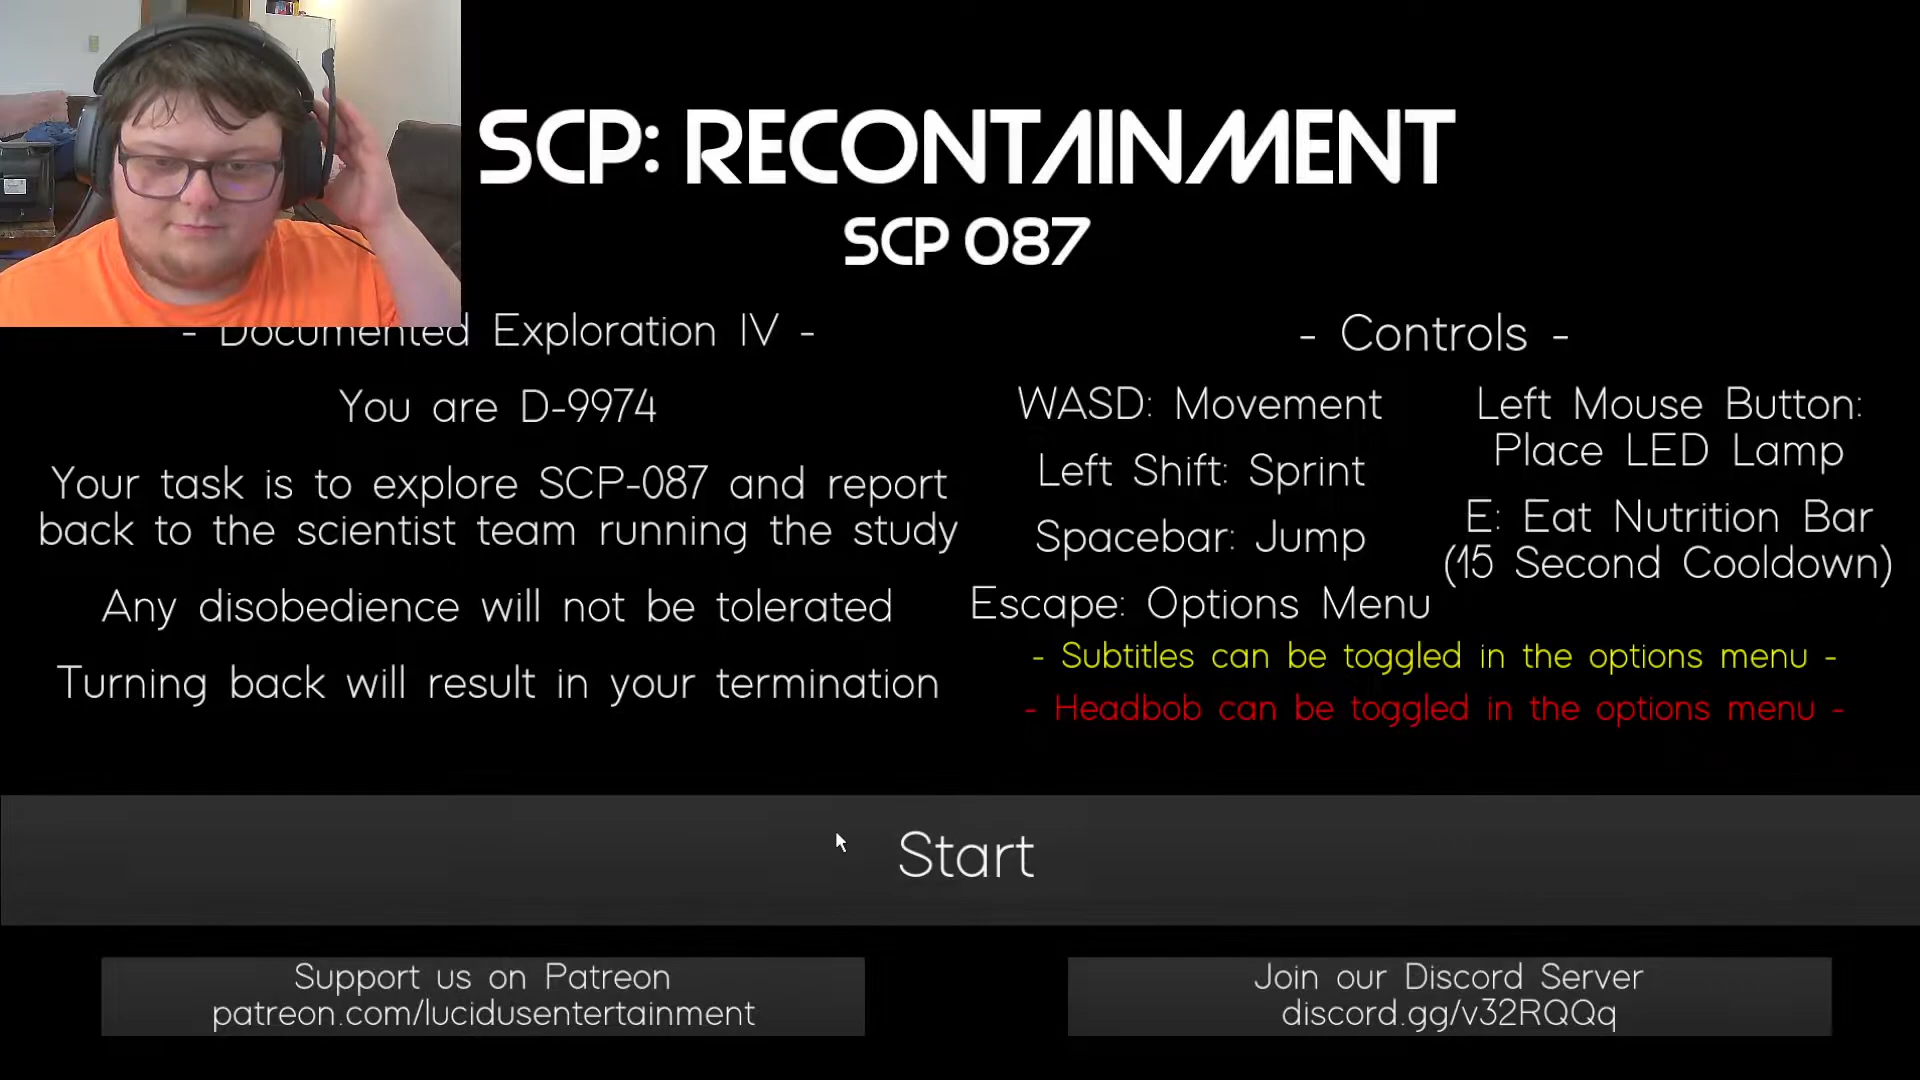 SCP: RECONTAINMENT
SCP 087
- Documented Exploration IV -
You are D-9974
Your task is to explore SCP-087 and report
back to the scientist team running the study
Any disobedience will not be tolerated
Turning back will result in your termination
- Controls -
WASD: Movement
Left Shift: Sprint
Spacebar: Jump
Escape: Options Menu
Left Mouse Button:
Place LED Lamp
E: Eat Nutrition Bar
(15 Second Cooldown)
- Subtitles can be toggled in the options menu -
- Headbob can be toggled in the options menu -
Start
Support us on Patreon
patreon.com/lucidusentertainment
Join our Discord Server
discord.gg/v32RQQq